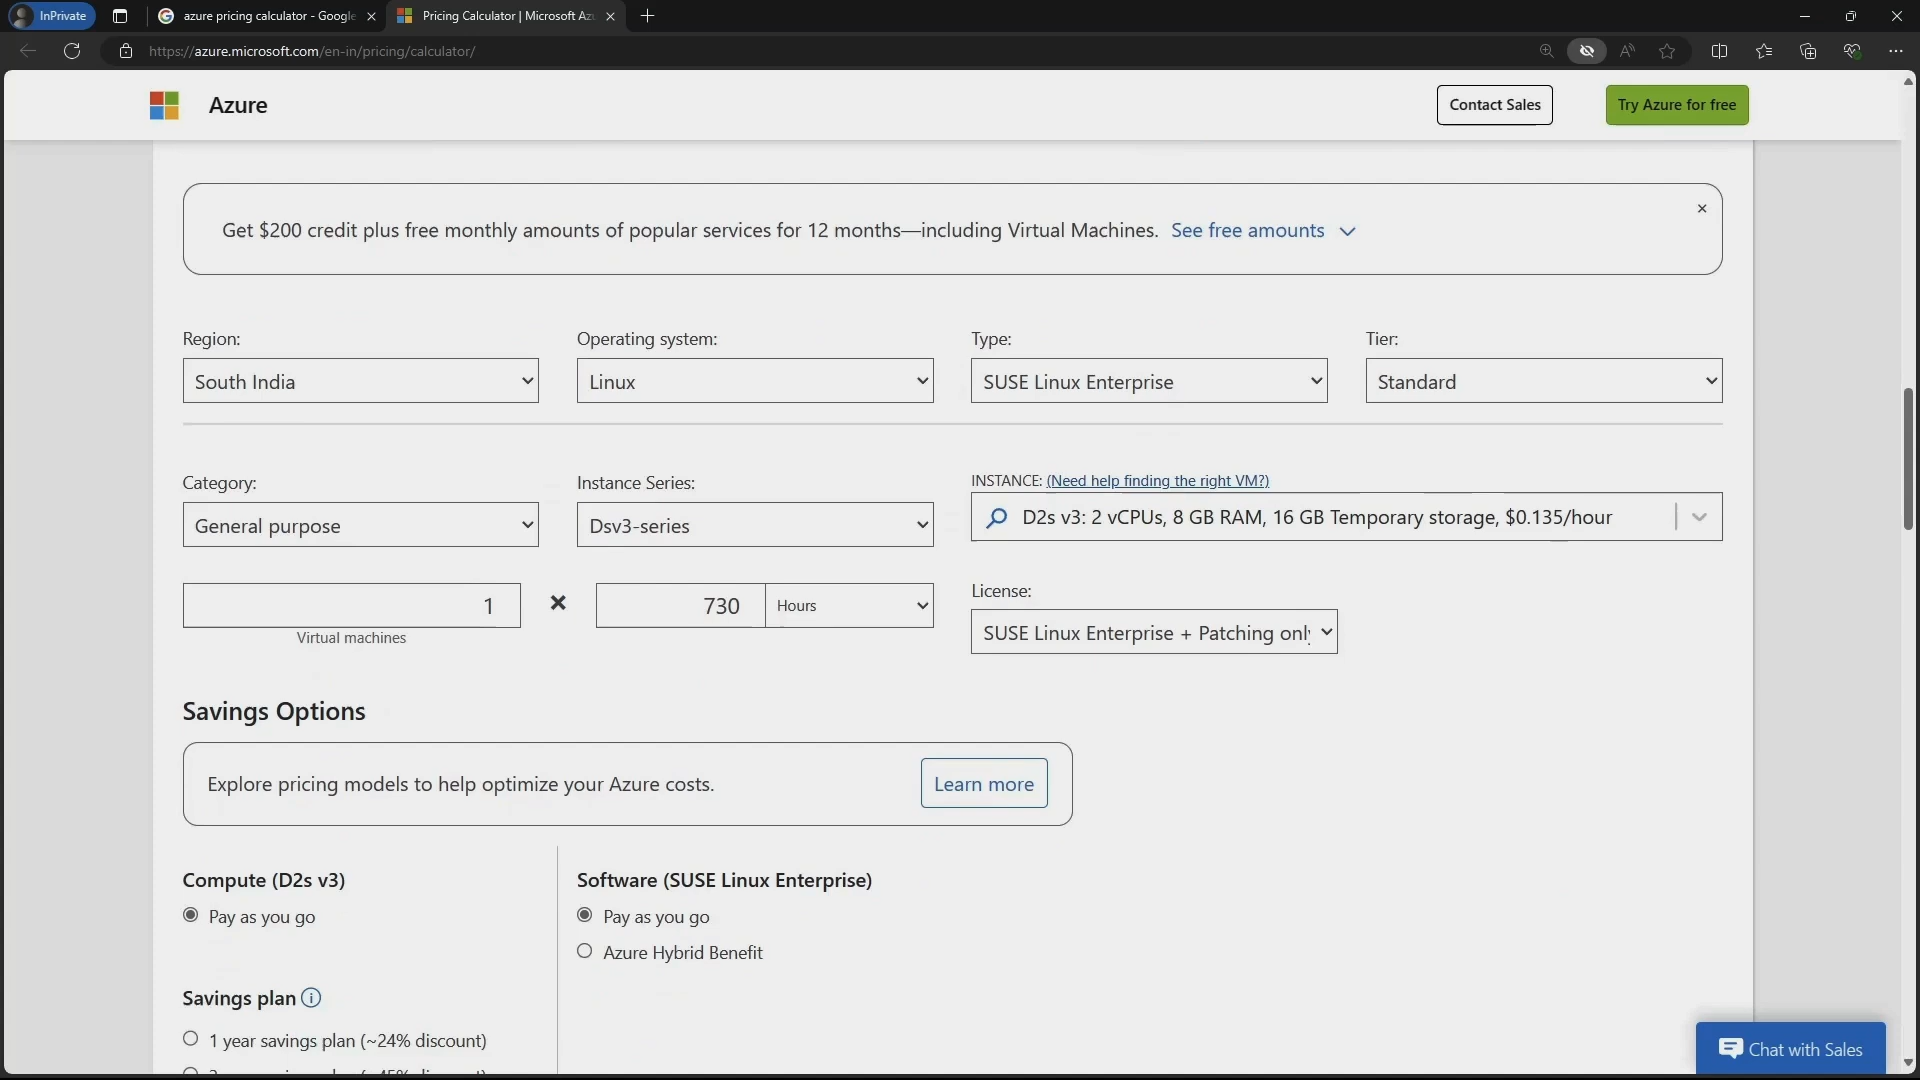 InPrivate
azure pricing calculator - Google
Pricing Calculator | Microsoft Az
https://azure.microsoft.com/en-in/pricing/calculator/
Azure
Contact Sales
Try Azure for free
Get $200 credit plus free monthly amounts of popular services for 12 months—including Virtual Machines. See free amounts
Region:
Operating system:
Type:
Tier:
South India
Linux
SUSE Linux Enterprise
Standard
Category:
Instance Series:
INSTANCE: (Need help finding the right VM?)
General purpose
Dsv3-series
D2s v3: 2 vCPUs, 8 GB RAM, 16 GB Temporary storage, $0.135/hour
1
730
Hours
Virtual machines
License:
SUSE Linux Enterprise + Patching onl
Savings Options
Explore pricing models to help optimize your Azure costs.
Learn more
Compute (D2s v3)
Software (SUSE Linux Enterprise)
Pay as you go
Pay as you go
Azure Hybrid Benefit
Savings plan
1 year savings plan (~24% discount)
Chat with Sales